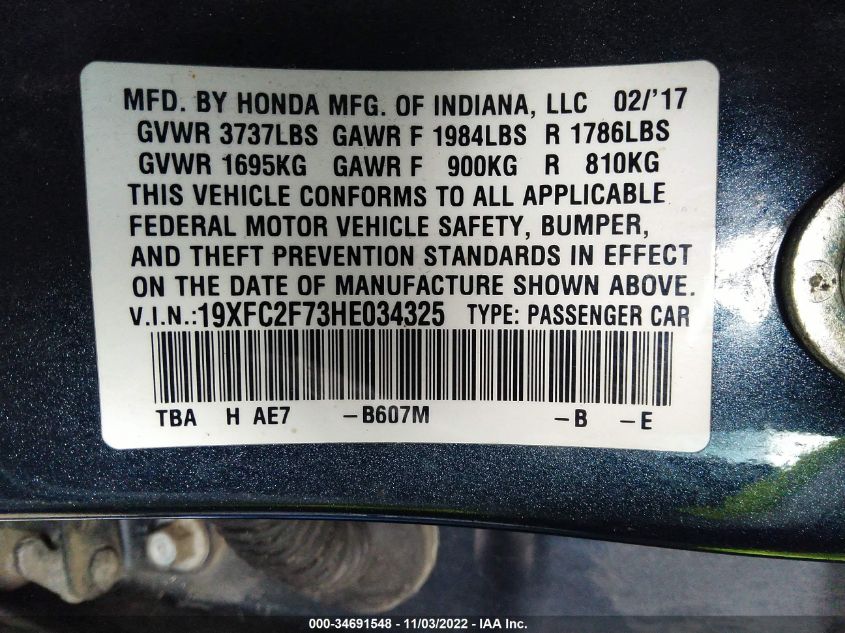 MFD. BY HONDA MFG. OF INDIANA, LLC 02/'17
GVWR 3737LBS GAWR F 1984LBS R 1786LBS
GVWR 1695KG GAWR F 900KG R 810KG
THIS VEHICLE CONFORMS TO ALL APPLICABLE
FEDERAL MOTOR VEHICLE SAFETY, BUMPER,
AND THEFT PREVENTION STANDARDS IN EFFECT
ON THE DATE OF MANUFACTURE SHOWN ABOVE.
V.I.N.:19XFC2F73HE034325 TYPE: PASSENGER CAR
TBA H AE7 -B607M -B -E
000-34691548 - 11/03/2022 - IAA Inc.